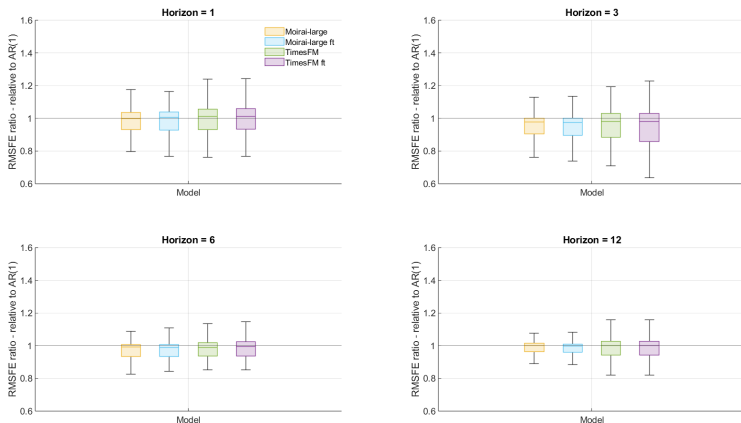 Horizon = 1
RMSFE ratio - relative to AR(1)
1.6
1.4
1.2
1
0.8
0.6
Model
Moirai-large
Moirai-large ft
TimesFM
TimesFM ft
Horizon = 3
RMSFE ratio - relative to AR(1)
1.6
1.4
1.2
1
0.8
0.6
Model
Horizon = 6
RMSFE ratio - relative to AR(1)
1.6
1.4
1.2
1
0.8
0.6
Model
Horizon = 12
RMSFE ratio - relative to AR(1)
1.6
1.4
1.2
1
0.8
0.6
Model